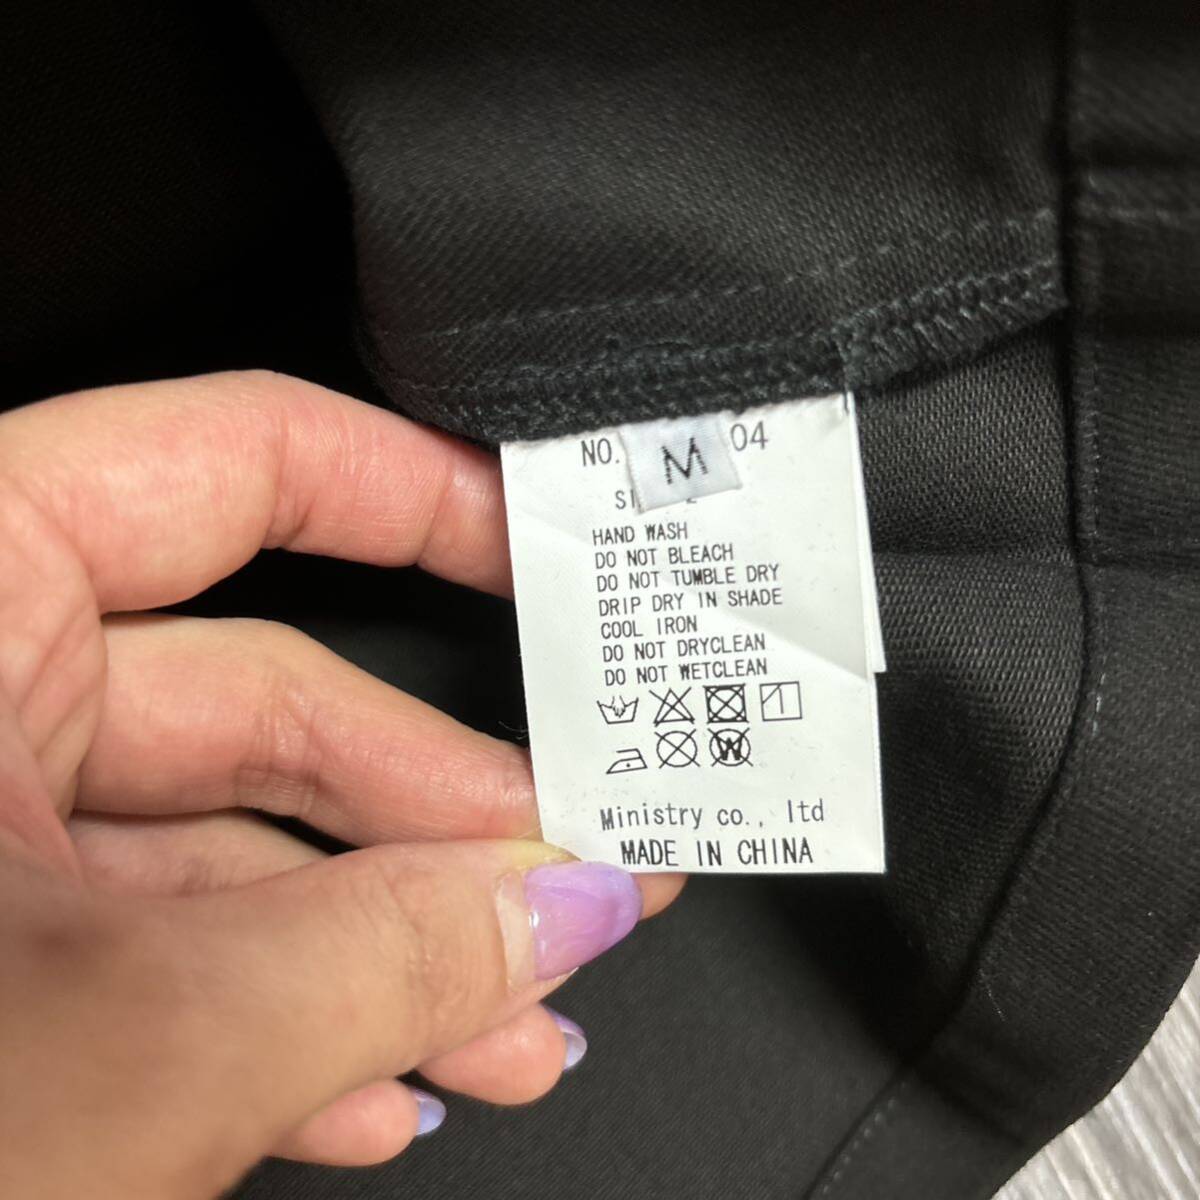 NO. 04
M
HAND WASH
DO NOT BLEACH
DO NOT TUMBLE DRY
DRIP DRY IN SHADE
COOL IRON
DO NOT DRYCLEAN
DO NOT WETCLEAN
W
Ministry co., ltd
MADE IN CHINA